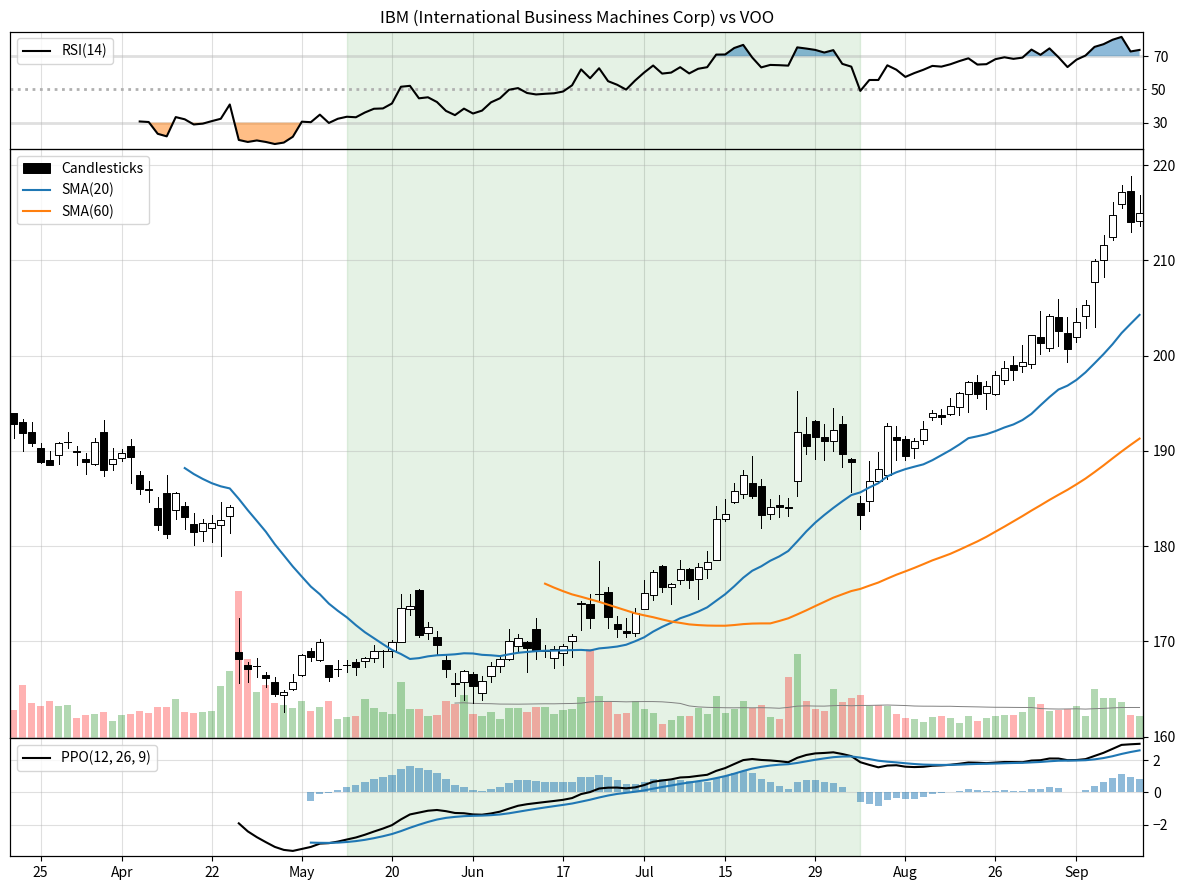 IBM (International Business Machines Corp) vs VOO
RSI(14)
70
50
30
Candlesticks
SMA(20)
SMA(60)
220
210
200
190
180
170
160
PPO(12, 26, 9)
2
0
−2
25 Apr 22 May 20 Jun 17 Jul 15 29 Aug 26 Sep